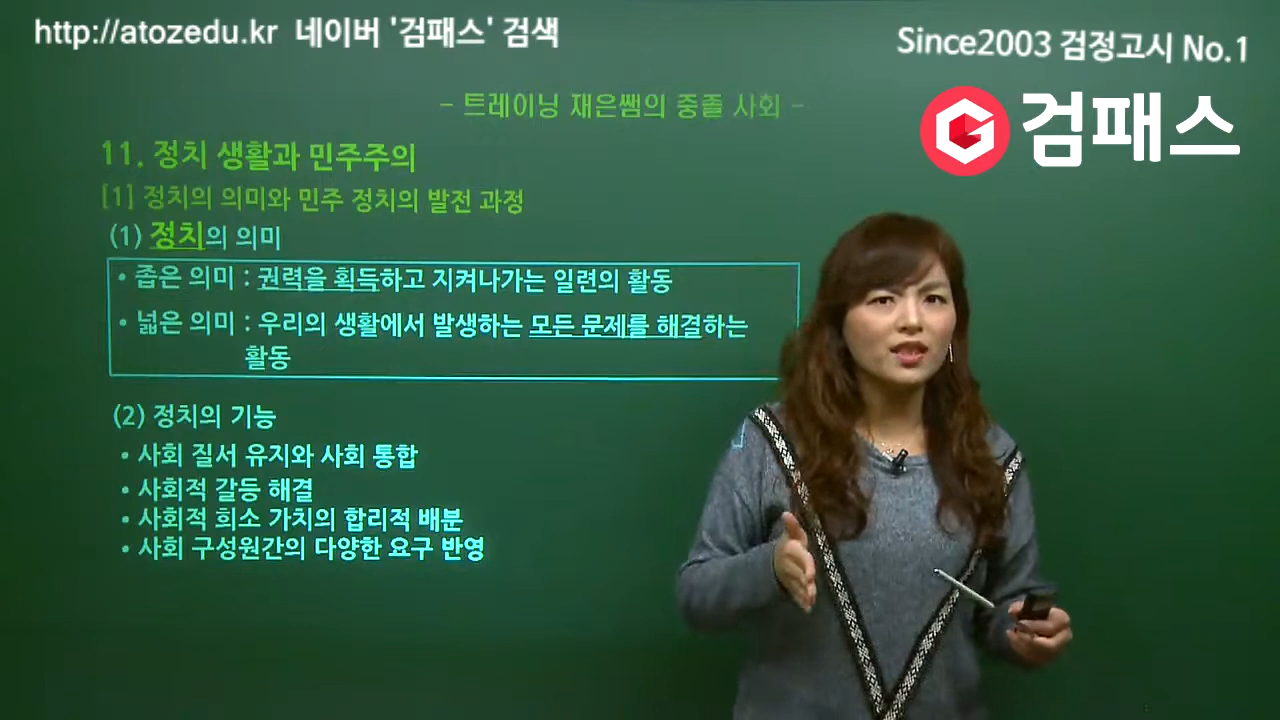 http://atozedu.kr 네이버 '검패스' 검색
Since2003 검정고시 No.1
검패스
- 트레이닝 재은쌤의 중졸 사회 -
11. 정치 생활과 민주주의
[1] 정치의 의미와 민주 정치의 발전 과정
(1) 정치의 의미
• 좁은 의미 : 권력을 획득하고 지켜나가는 일련의 활동
• 넓은 의미 : 우리의 생활에서 발생하는 모든 문제를 해결하는
활동
(2) 정치의 기능
• 사회 질서 유지와 사회 통합
• 사회적 갈등 해결
• 사회적 희소 가치의 합리적 배분
• 사회 구성원간의 다양한 요구 반영